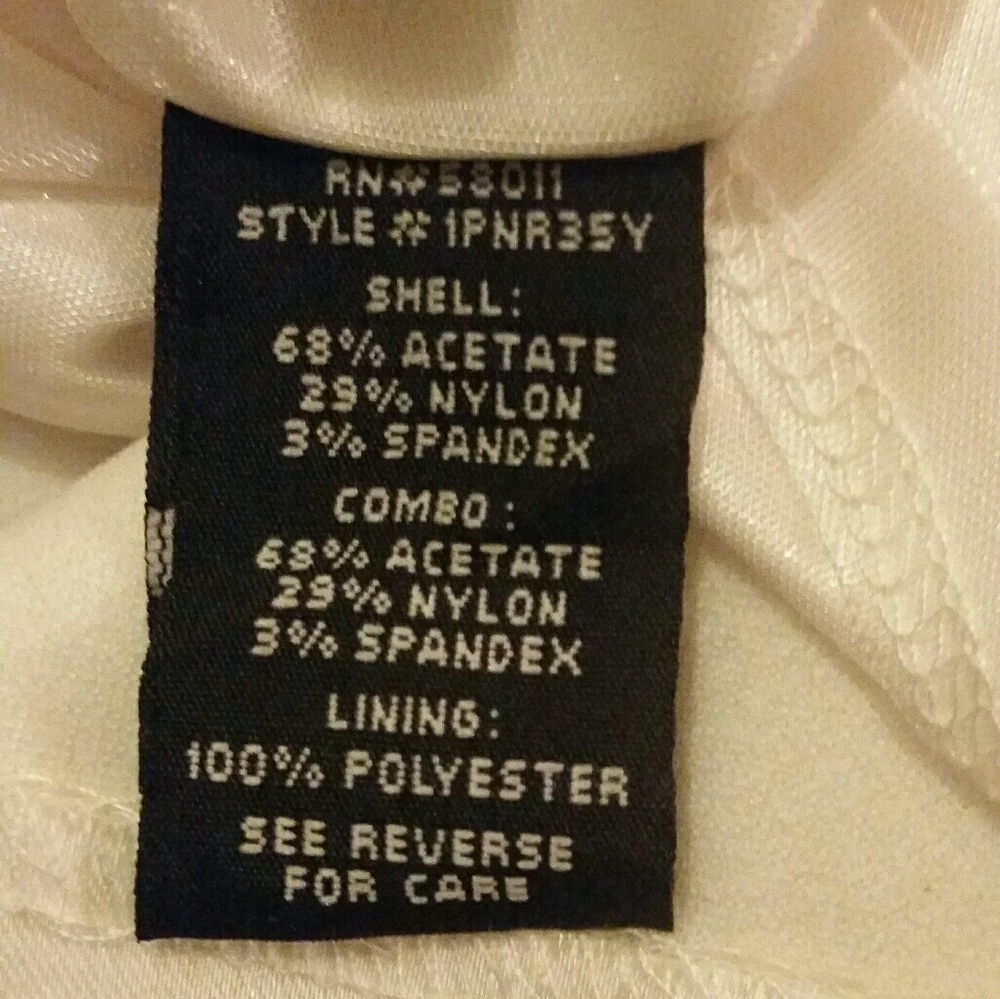 RN#58011
STYLE # 1PNR35Y
SHELL:
68% ACETATE
29% NYLON
3% SPANDEX
COMBO :
68% ACETATE
29% NYLON
3% SPANDEX
LINING:
100% POLYESTER
SEE REVERSE
FOR CARE